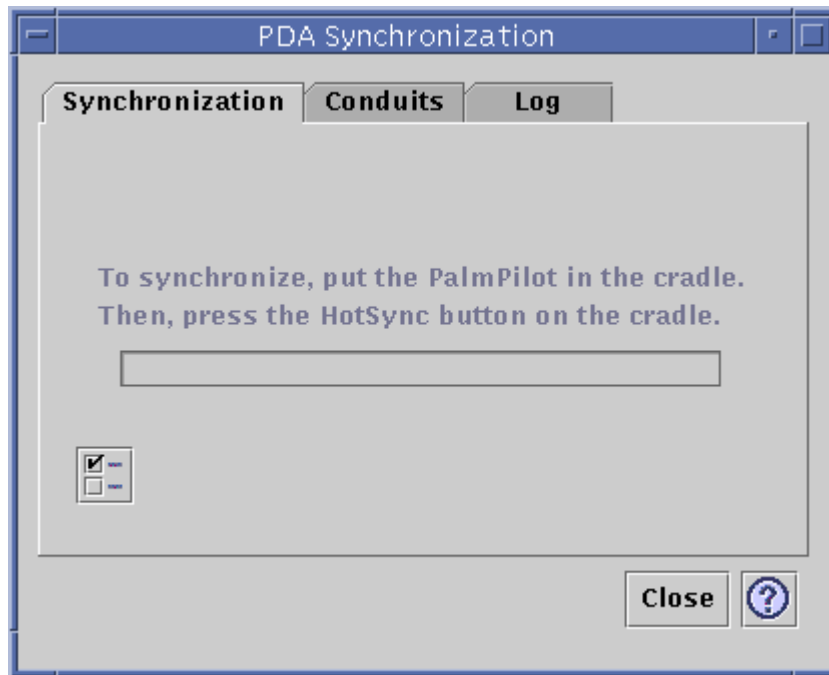 PDA Synchronization
Synchronization Conduits Log
To synchronize, put the PalmPilot in the cradle.
Then, press the HotSync button on the cradle.
Close ?